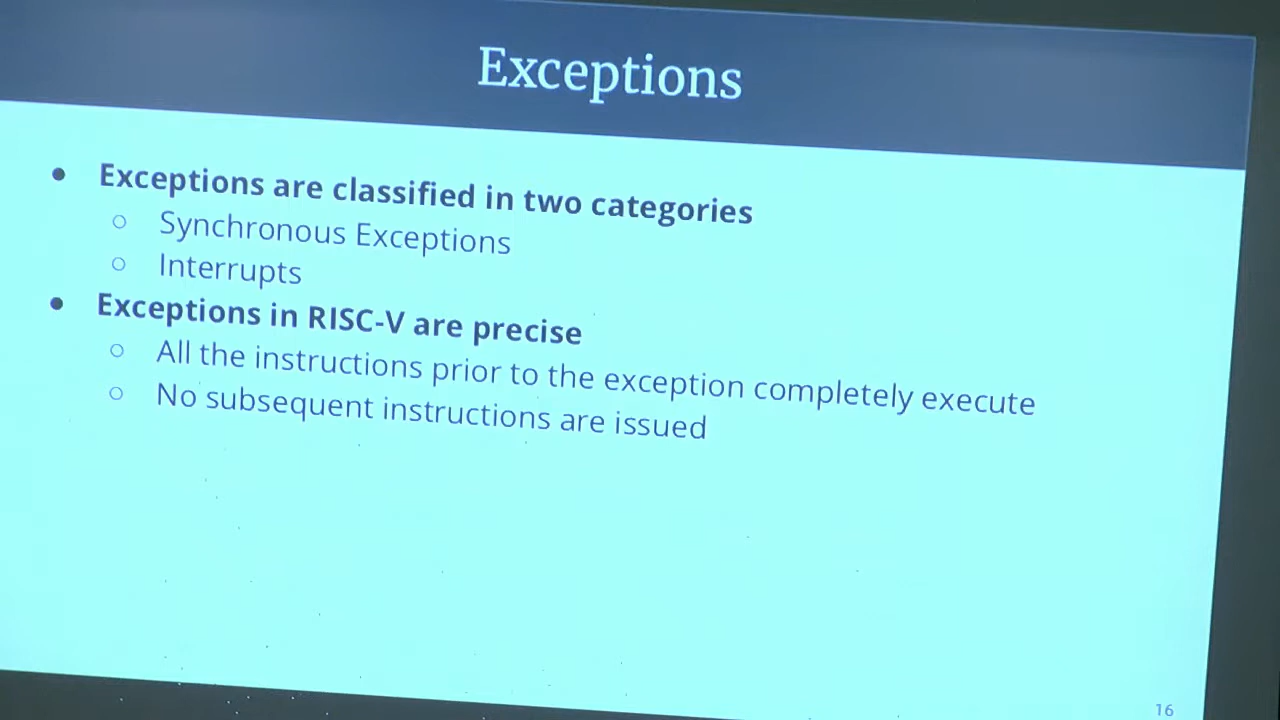 Exceptions
● Exceptions are classified in two categories
○ Synchronous Exceptions
○ Interrupts
● Exceptions in RISC-V are precise
○ All the instructions prior to the exception completely execute
○ No subsequent instructions are issued
16